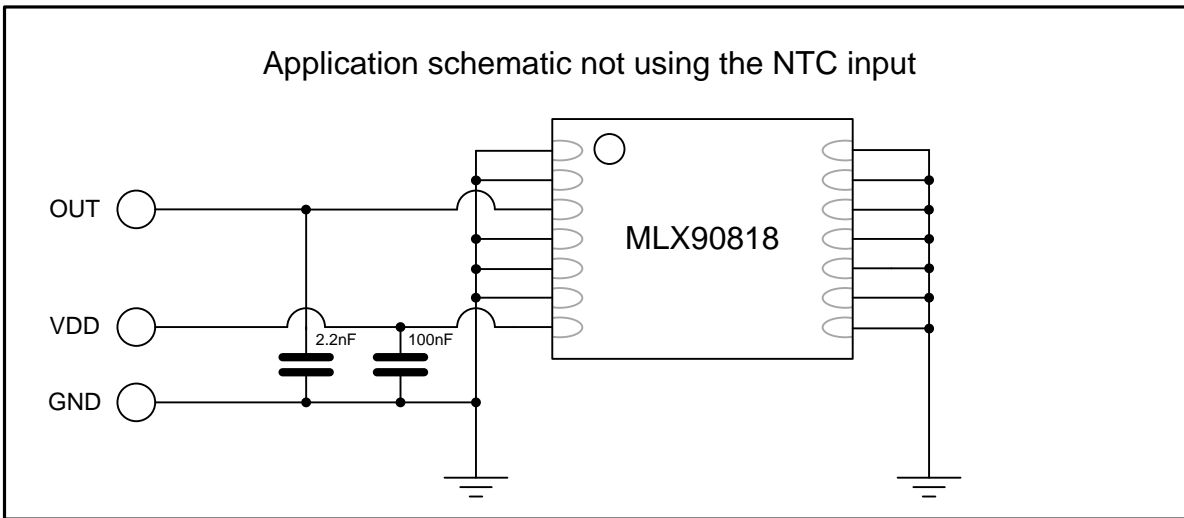 Application schematic not using the NTC input
OUT
MLX90818
VDD
2.2nF
100nF
GND